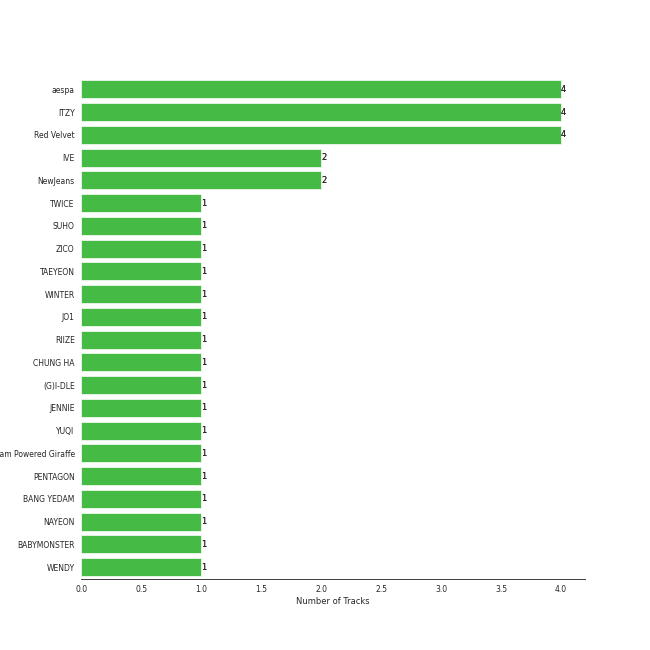 aespa 4
ITZY 4
Red Velvet 4
IVE 2
NewJeans 2
TWICE 1
SUHO 1
ZICO 1
TAEYEON 1
WINTER 1
JO1 1
RIIZE 1
CHUNG HA 1
(G)I-DLE 1
JENNIE 1
YUQI 1
am Powered Giraffe 1
PENTAGON 1
BANG YEDAM 1
NAYEON 1
BABYMONSTER 1
WENDY 1
0.0 0.5 1.0 1.5 2.0 2.5 3.0 3.5 4.0
Number of Tracks